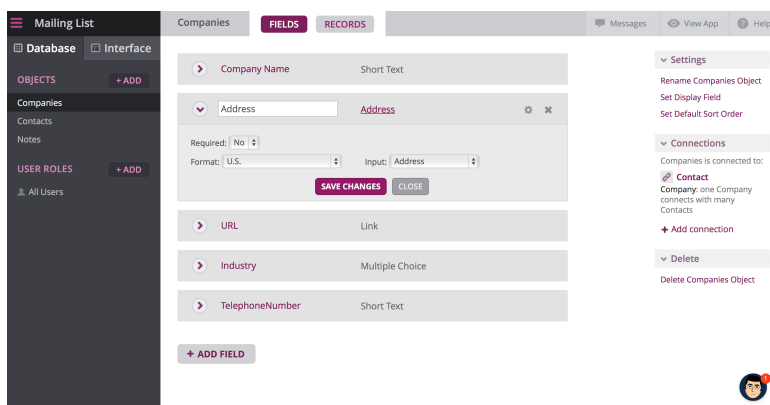 Mailing List
Companies
FIELDS
RECORDS
Messages
View App
Help
Database
Interface
OBJECTS
+ ADD
Companies
Contacts
Notes
USER ROLES
+ ADD
All Users
Company Name
Short Text
Address
Address
Required: No
Format: U.S.
Input: Address
SAVE CHANGES
CLOSE
URL
Link
Industry
Multiple Choice
TelephoneNumber
Short Text
+ ADD FIELD
Settings
Rename Companies Object
Set Display Field
Set Default Sort Order
Connections
Companies is connected to:
Contact
Company: one Company
connects with many
Contacts
+ Add connection
Delete
Delete Companies Object
1